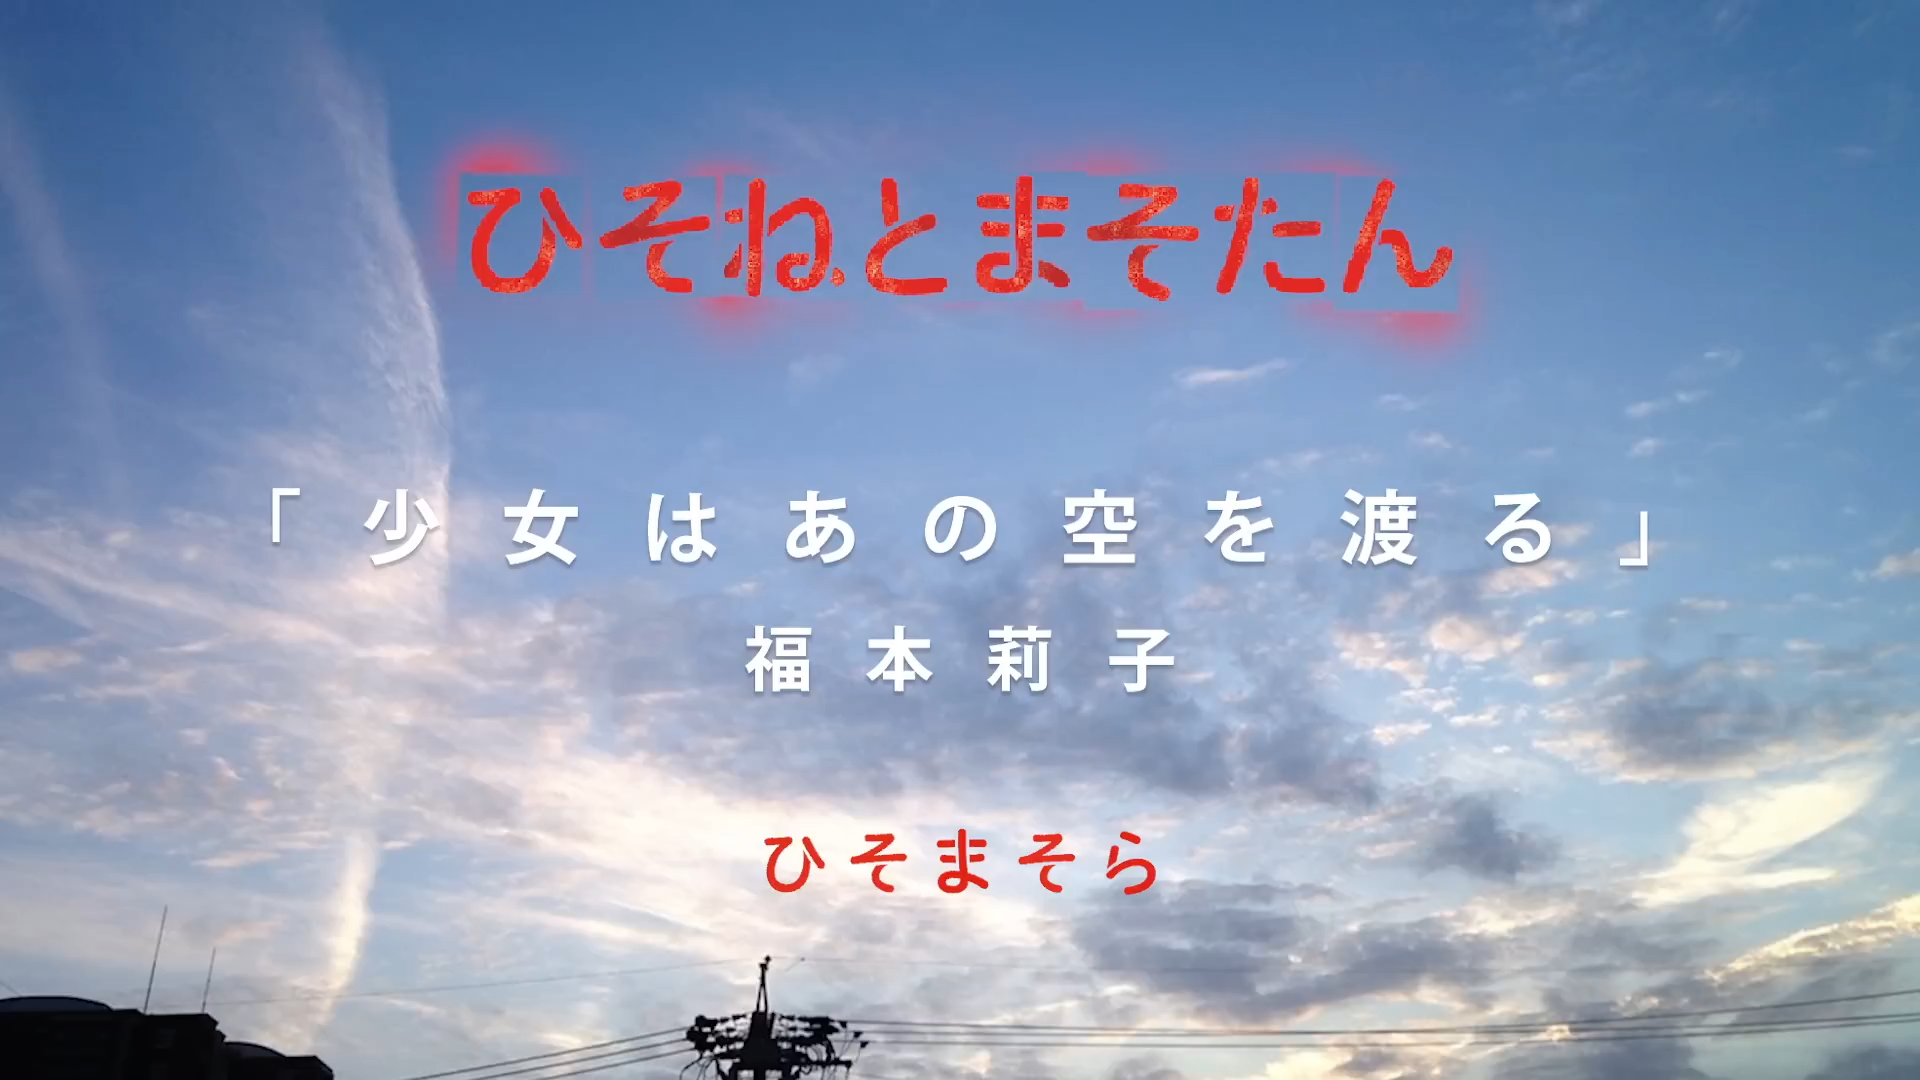 ひそねとまそたん
「少女はあの空を渡る」
福本莉子
ひそまそら